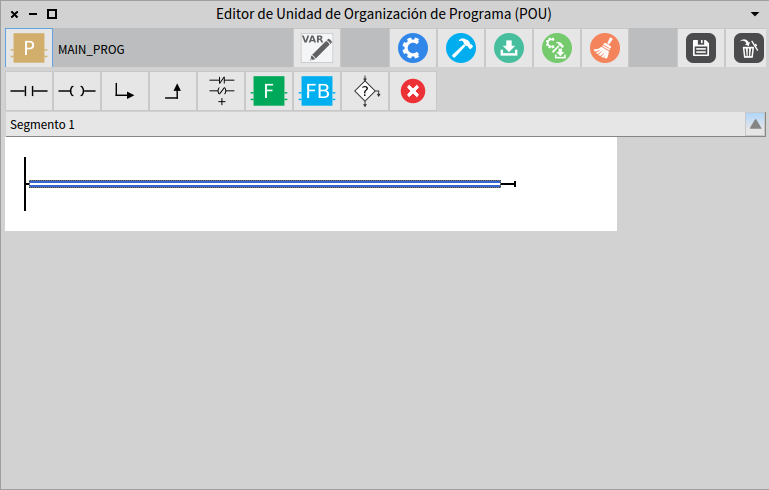 Editor de Unidad de Organización de Programa (POU)
P
MAIN_PROG
VAR
F
FB
?
Segmento 1